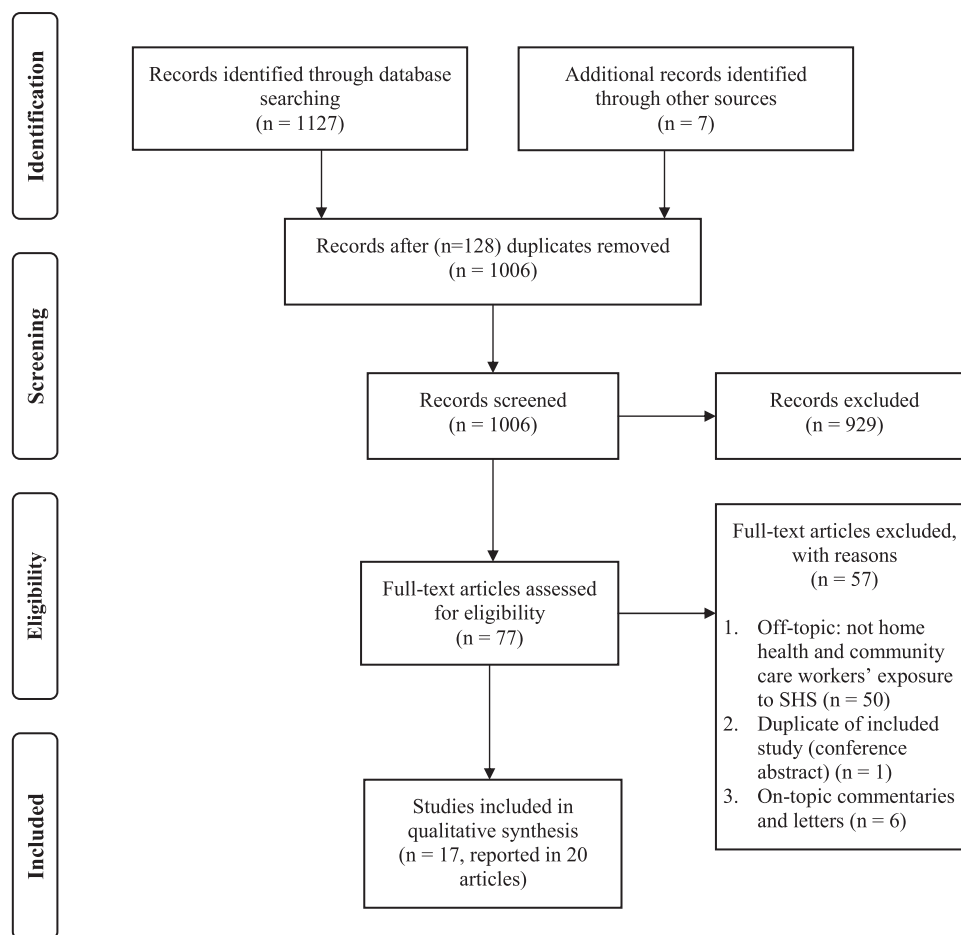 Identification
Records identified through database
searching
(n = 1127)
Additional records identified
through other sources
(n = 7)
Records after (n=128) duplicates removed
(n = 1006)
Screening
Records screened
(n = 1006)
Records excluded
(n = 929)
Eligibility
Full-text articles assessed
for eligibility
(n = 77)
Full-text articles excluded,
with reasons
(n = 57)
1. Off-topic: not home
health and community
care workers’ exposure
to SHS (n = 50)
2. Duplicate of included
study (conference
abstract) (n = 1)
3. On-topic commentaries
and letters (n = 6)
Included
Studies included in
qualitative synthesis
(n = 17, reported in 20
articles)